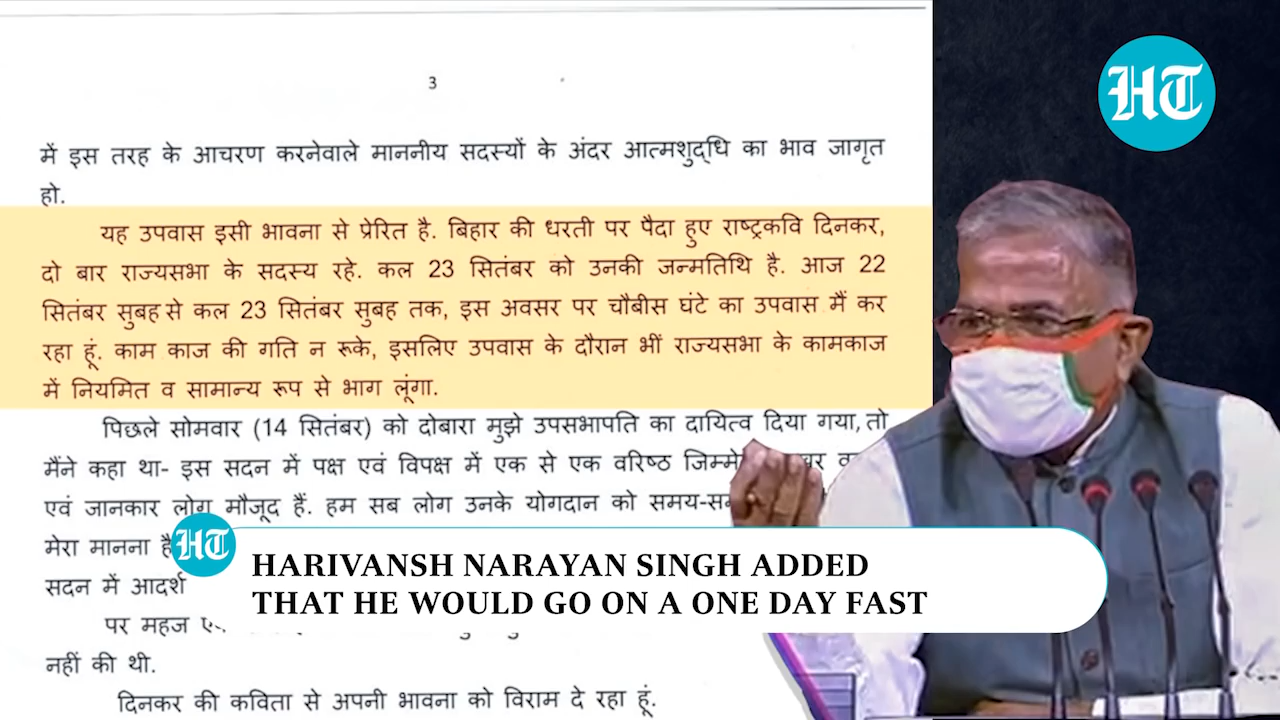 3
HT
में इस तरह के आचरण करनेवाले माननीय सदस्यों के अंदर आत्मशुद्धि का भाव जागृत
हो.
यह उपवास इसी भावना से प्रेरित है. बिहार की धरती पर पैदा हुए राष्ट्रकवि दिनकर,
दो बार राज्यसभा के सदस्य रहे. कल 23 सितंबर को उनकी जन्मतिथि है. आज 22
सितंबर सुबह से कल 23 सितंबर सुबह तक, इस अवसर पर चौबीस घंटे का उपवास मैं कर
रहा हूं. काम काज की गति न रूके, इसलिए उपवास के दौरान भीं राज्यसभा के कामकाज
में नियमित व सामान्य रूप से भाग लूंगा.
पिछले सोमवार (14 सितंबर) को दोबारा मुझे उपसभापति का दायित्व दिया गया, तो
मैंने कहा था- इस सदन में पक्ष एवं विपक्ष में एक से एक वरिष्ठ
एवं जानकार लोग मौजूद हैं. हम सब लोग उनके योगदान को
मेरा मानना
सदन में आदर्श
पर महज
नहीं की थी.
दिनकर की कविता से अपनी भावना को विराम दे रहा हूं.
HT
HARIVANSH NARAYAN SINGH ADDED
THAT HE WOULD GO ON A ONE DAY FAST